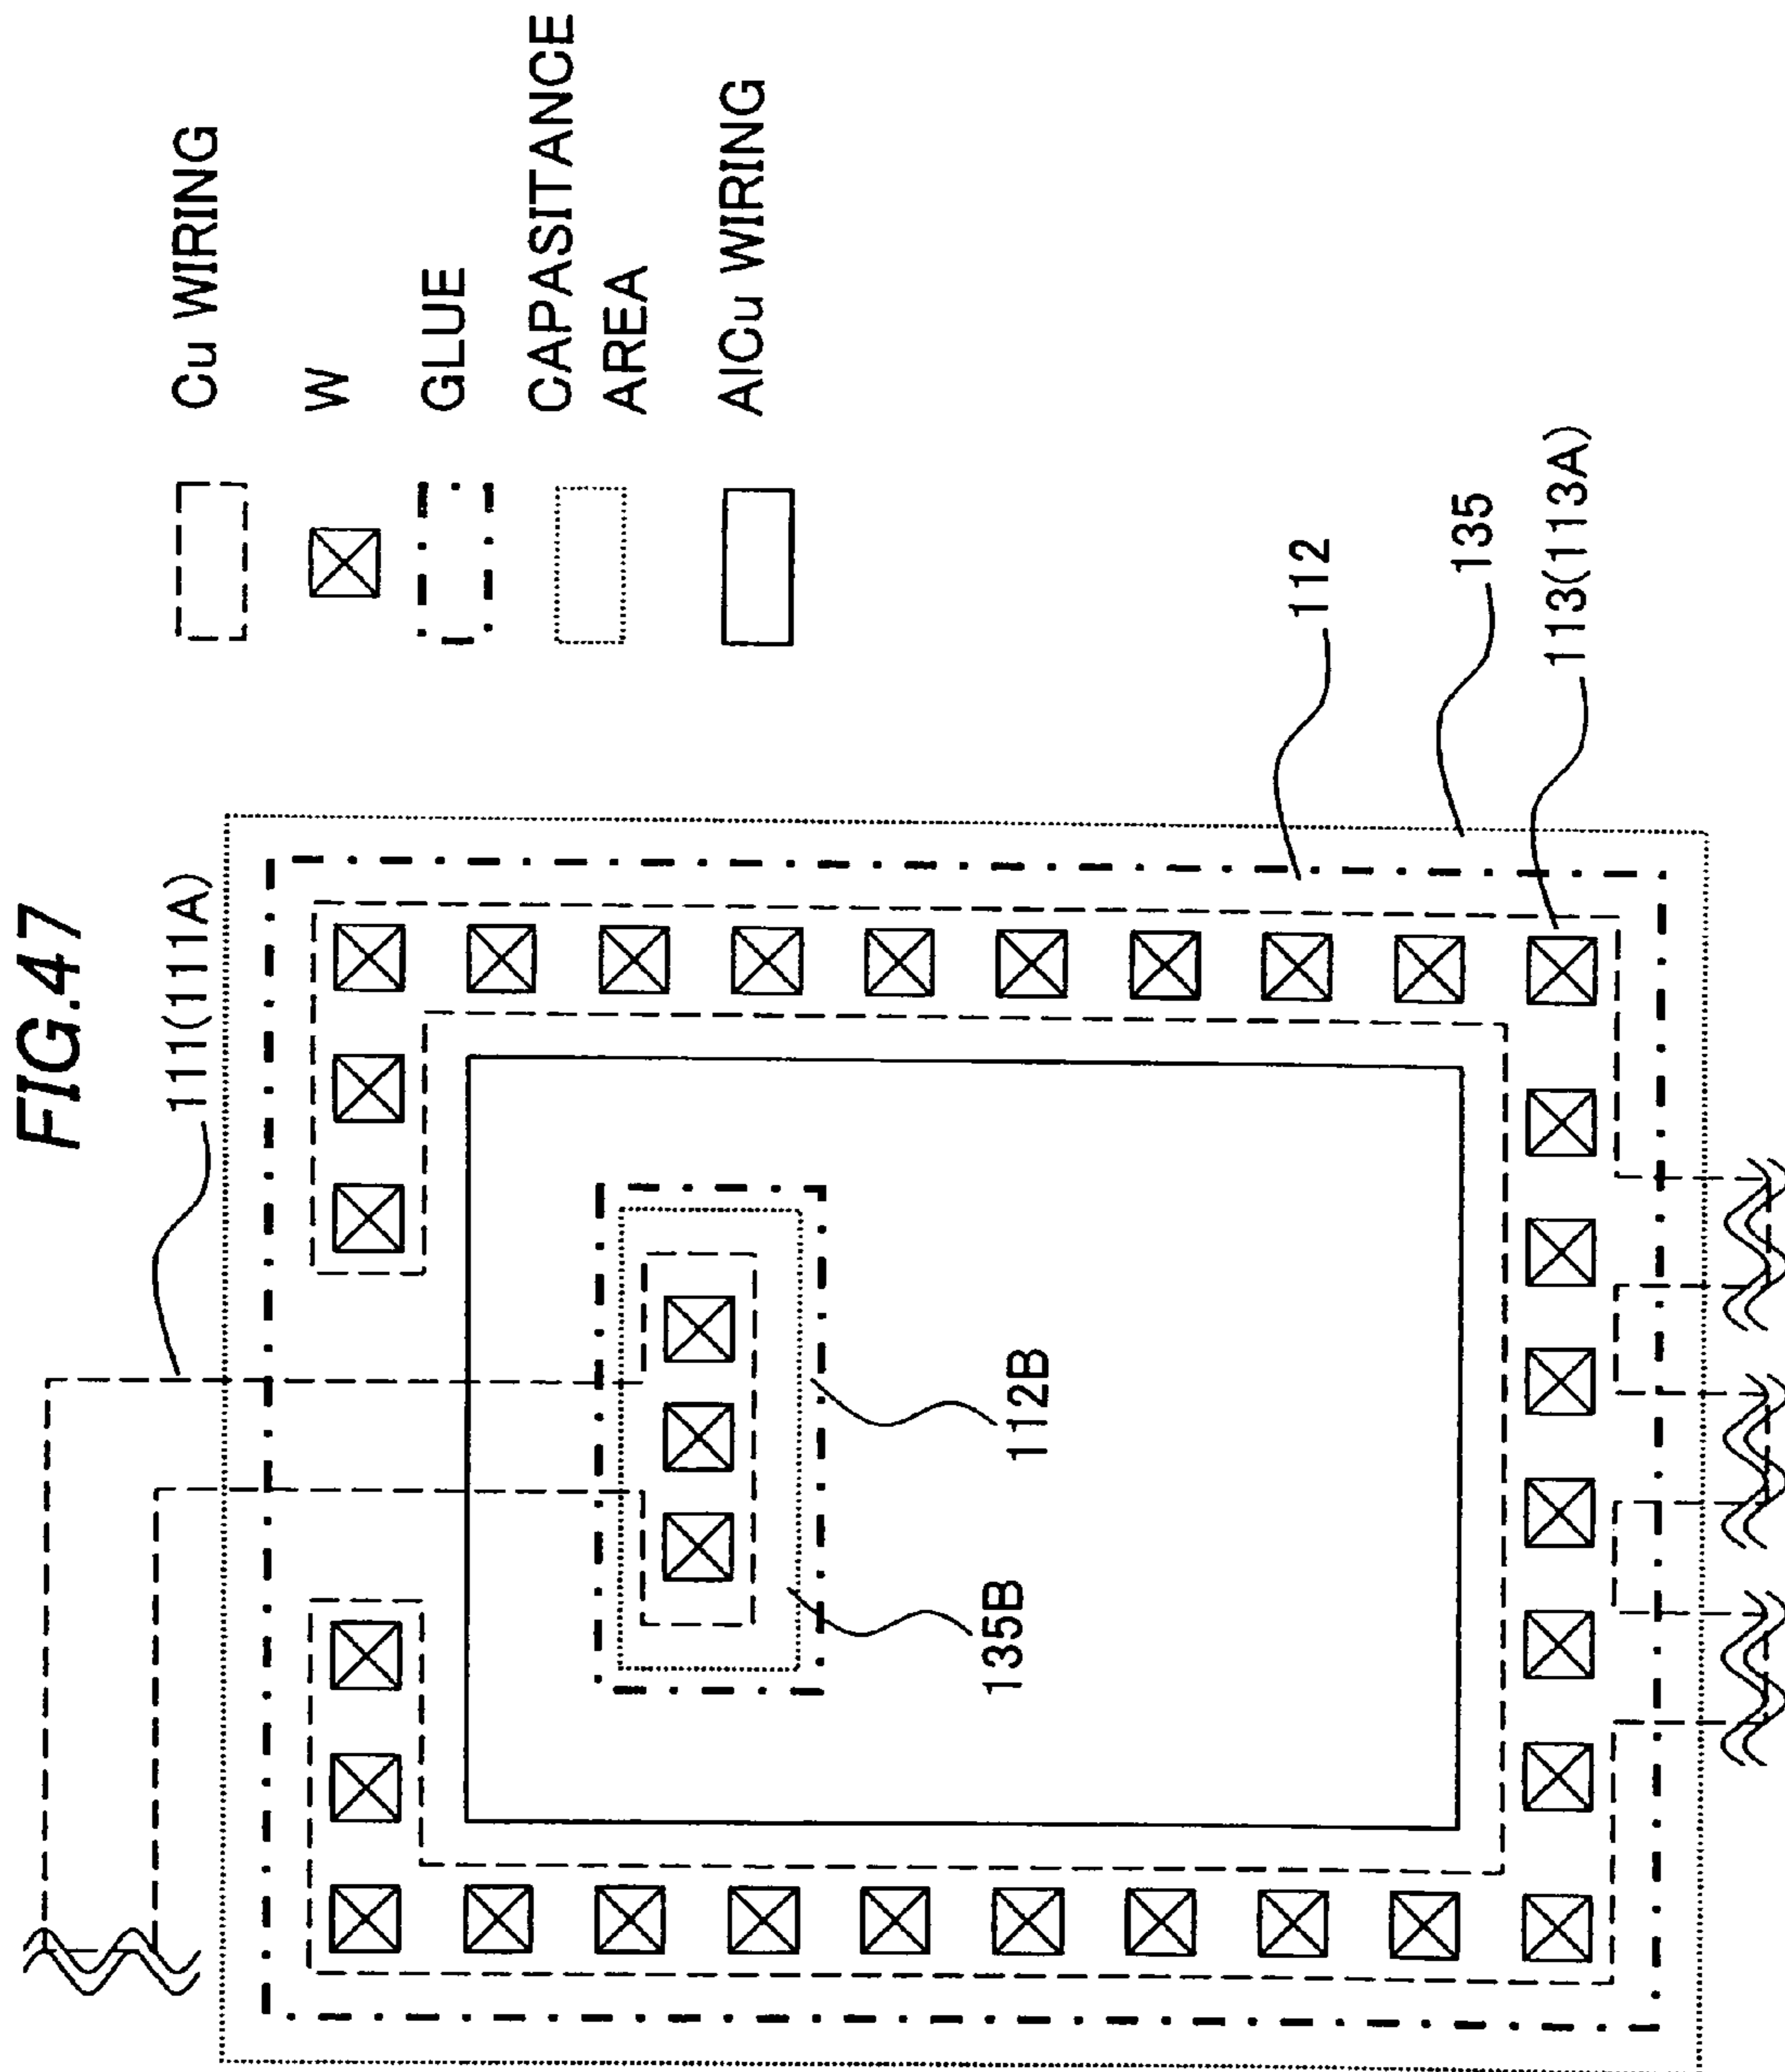 FIG.47
Cu WIRING
W
GLUE
CAPASITANCE
AREA
AlCu WIRING
111(111A)
112
135
113(113A)
112B
135B